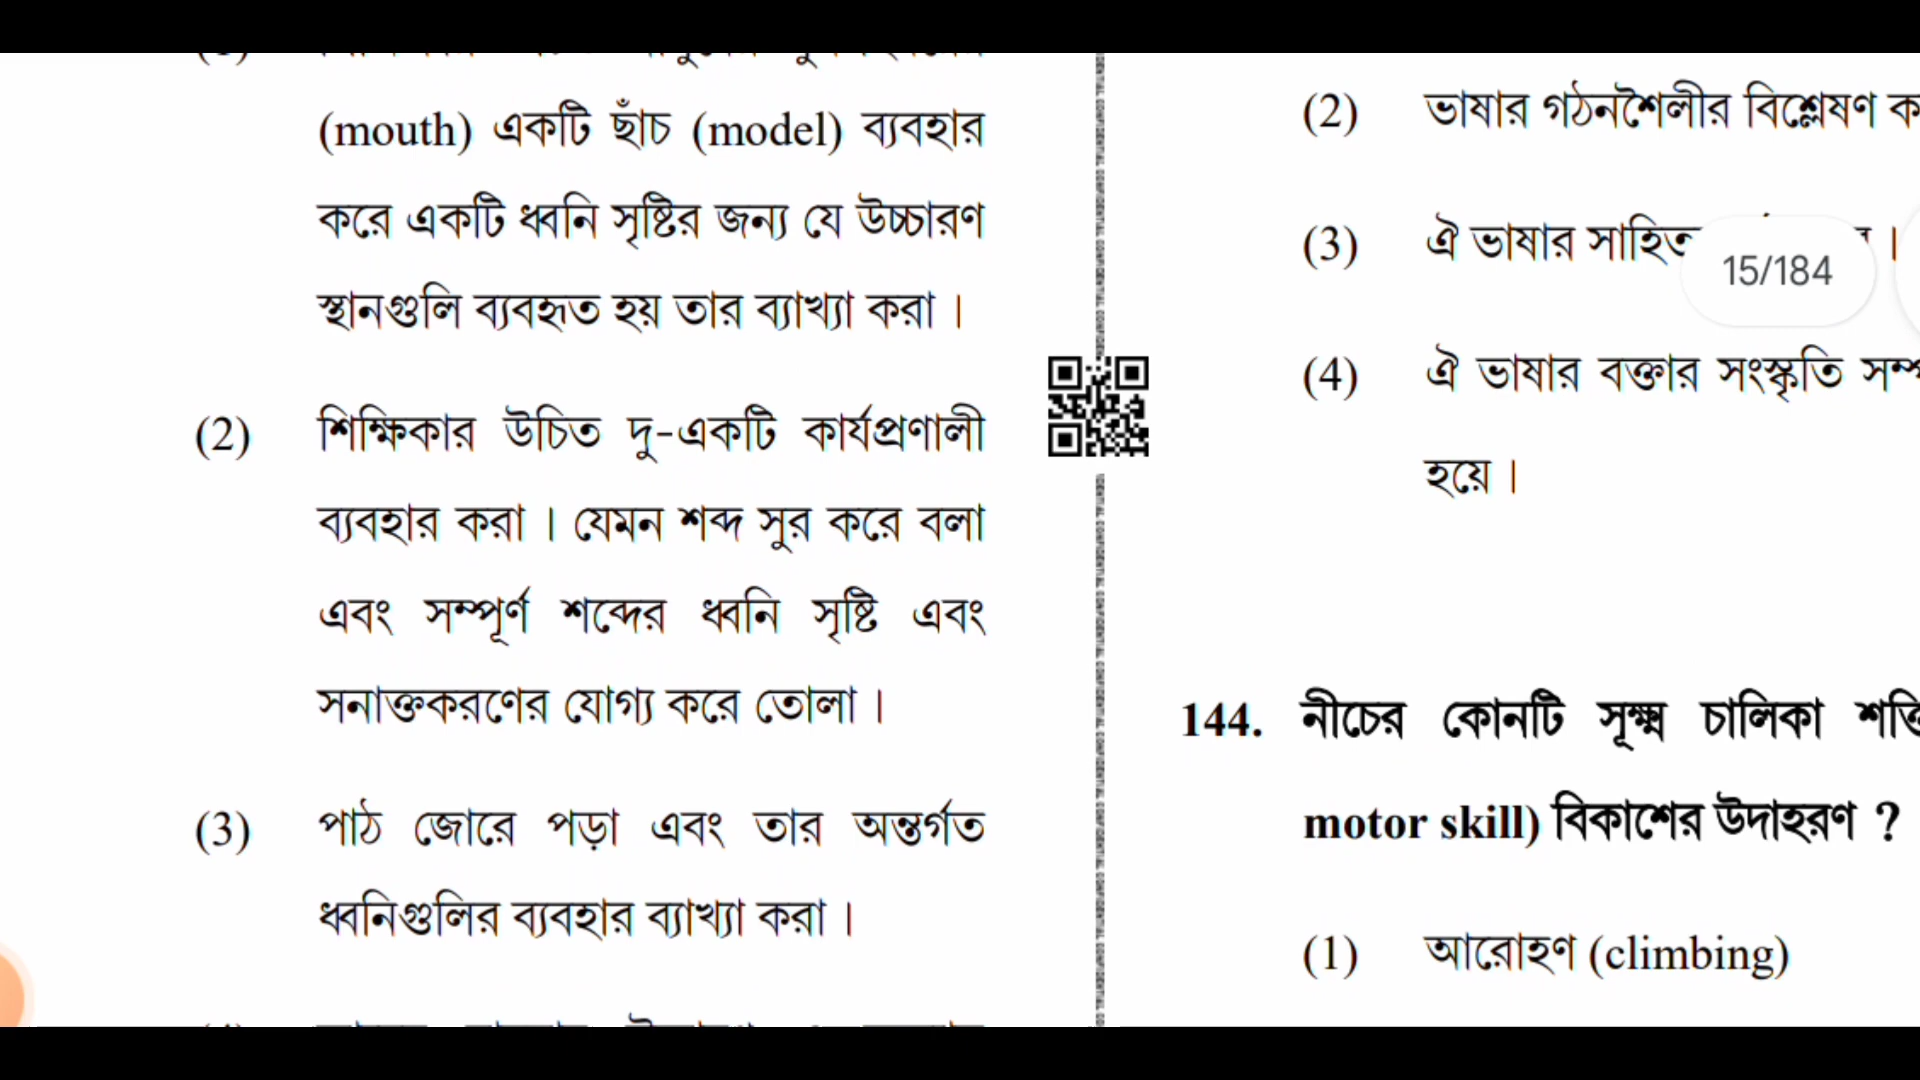 (mouth) একটি ছাঁচ (model) ব্যবহার
করে একটি ধ্বনি সৃষ্টির জন্য যে উচ্চারণ
স্থানগুলি ব্যবহৃত হয় তার ব্যাখ্যা করা ।
(2) শিক্ষিকার উচিত দু-একটি কার্যপ্রণালী
ব্যবহার করা । যেমন শব্দ সুর করে বলা
এবং সম্পূর্ণ শব্দের ধ্বনি সৃষ্টি এবং
সনাক্তকরণের যোগ্য করে তোলা ।
(3) পাঠ জোরে পড়া এবং তার অন্তর্গত
ধ্বনিগুলির ব্যবহার ব্যাখ্যা করা ।
(2) ভাষার গঠনশৈলীর বিশ্লেষণ
(3) ঐ ভাষার
15/184
(4) ঐ ভাষার বক্তার সংস্কৃতি
হয়ে ।
144. নীচের কোনটি সূক্ষ্ম চালিকা
motor skill) বিকাশের উদাহরণ ?
(1) আরোহণ (climbing)